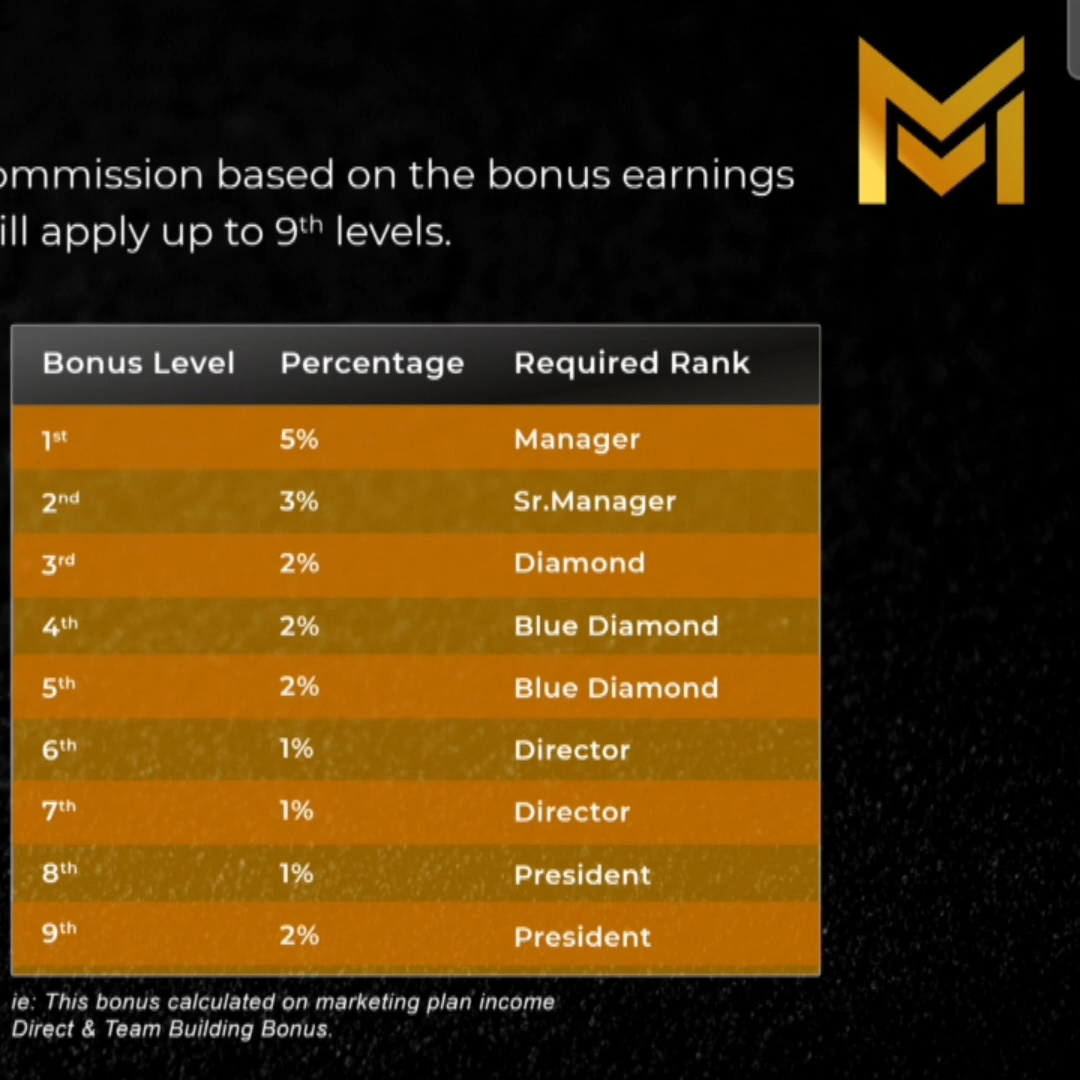 ommission based on the bonus earnings
ill apply up to 9th levels.
Bonus Level Percentage Required Rank
1st 5% Manager
2nd 3% Sr.Manager
3rd 2% Diamond
4th 2% Blue Diamond
5th 2% Blue Diamond
6th 1% Director
7th 1% Director
8th 1% President
9th 2% President
ie: This bonus calculated on marketing plan income
Direct & Team Building Bonus.